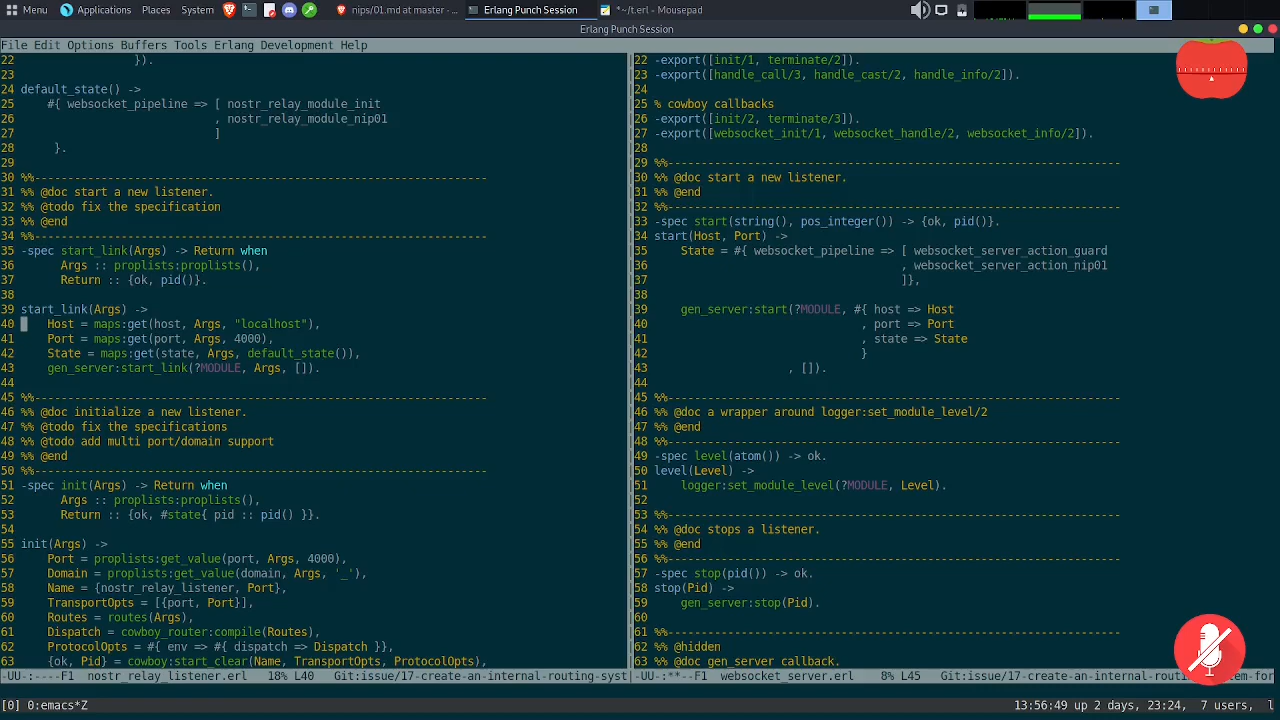 Menu Applications Places System nips/01.md at master - ... Erlang Punch Session *~/t.erl - Mousepad
Erlang Punch Session
File Edit Options Buffers Tools Erlang Development Help
22                  }).
23
24 default_state() ->
25     #{ websocket_pipeline => [ nostr_relay_module_init
26                              , nostr_relay_module_nip01
27                              ]
28      }.
29
30 %%--------------------------------------------------------------------
31 %% @doc start a new listener.
32 %% @todo fix the specification
33 %% @end
34 %%--------------------------------------------------------------------
35 -spec start_link(Args) -> Return when
36       Args :: proplists:proplists(),
37       Return :: {ok, pid()}.
38
39 start_link(Args) ->
40     Host = maps:get(host, Args, "localhost"),
41     Port = maps:get(port, Args, 4000),
42     State = maps:get(state, Args, default_state()),
43     gen_server:start_link(?MODULE, Args, []).
44
45 %%--------------------------------------------------------------------
46 %% @doc initialize a new listener.
47 %% @todo fix the specifications
48 %% @todo add multi port/domain support
49 %% @end
50 %%--------------------------------------------------------------------
51 -spec init(Args) -> Return when
52       Args :: proplists:proplists(),
53       Return :: {ok, #state{ pid :: pid() }}.
54
55 init(Args) ->
56     Port = proplists:get_value(port, Args, 4000),
57     Domain = proplists:get_value(domain, Args, '_'),
58     Name = {nostr_relay_listener, Port},
59     TransportOpts = [{port, Port}],
60     Routes = routes(Args),
61     Dispatch = cowboy_router:compile(Routes),
62     ProtocolOpts = #{ env => #{ dispatch => Dispatch }},
63     {ok, Pid} = cowboy:start_clear(Name, TransportOpts, ProtocolOpts),
-UU-:----F1  nostr_relay_listener.erl   18% L40   Git:issue/17-create-an-internal-routing-syst
22 -export([init/1, terminate/2]).
23 -export([handle_call/3, handle_cast/2, handle_info/2]).
24
25 % cowboy callbacks
26 -export([init/2, terminate/3]).
27 -export([websocket_init/1, websocket_handle/2, websocket_info/2]).
28
29 %%--------------------------------------------------------------------
30 %% @doc start a new listener.
31 %% @end
32 %%--------------------------------------------------------------------
33 -spec start(string(), pos_integer()) -> {ok, pid()}.
34 start(Host, Port) ->
35     State = #{ websocket_pipeline => [ websocket_server_action_guard
36                                      , websocket_server_action_nip01
37                                      ]},
38
39     gen_server:start(?MODULE, #{ host => Host
40                                , port => Port
41                                , state => State
42                                }
43                     , []).
44
45 %%--------------------------------------------------------------------
46 %% @doc a wrapper around logger:set_module_level/2
47 %% @end
48 %%--------------------------------------------------------------------
49 -spec level(atom()) -> ok.
50 level(Level) ->
51     logger:set_module_level(?MODULE, Level).
52
53 %%--------------------------------------------------------------------
54 %% @doc stops a listener.
55 %% @end
56 %%--------------------------------------------------------------------
57 -spec stop(pid()) -> ok.
58 stop(Pid) ->
59     gen_server:stop(Pid).
60
61 %%--------------------------------------------------------------------
62 %% @hidden
63 %% @doc gen_server callback.
-UU-:**--F1  websocket_server.erl    8% L45    Git:issue/17-create-an-internal-routi em-for
[0] 0:emacs*Z 13:56:49 up 2 days, 23:24, 7 users, l